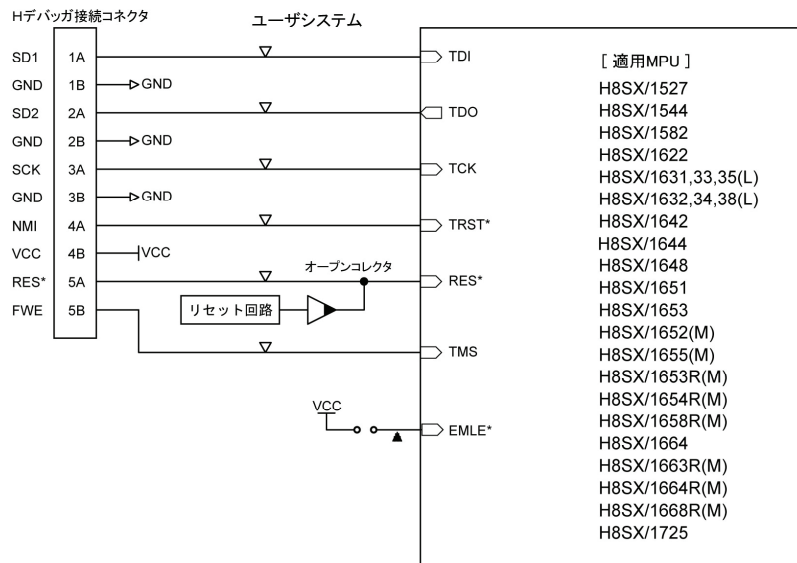 Hデバッガ接続コネクタ
ユーザシステム
SD1 1A TDI
GND 1B GND
SD2 2A TDO
GND 2B GND
SCK 3A TCK
GND 3B GND
NMI 4A TRST*
VCC 4B VCC
オープンコレクタ
RES* 5A RES*
FWE 5B リセット回路
TMS
VCC
EMLE*
[ 適用MPU ]
H8SX/1527
H8SX/1544
H8SX/1582
H8SX/1622
H8SX/1631,33,35(L)
H8SX/1632,34,38(L)
H8SX/1642
H8SX/1644
H8SX/1648
H8SX/1651
H8SX/1653
H8SX/1652(M)
H8SX/1655(M)
H8SX/1653R(M)
H8SX/1654R(M)
H8SX/1658R(M)
H8SX/1664
H8SX/1663R(M)
H8SX/1664R(M)
H8SX/1668R(M)
H8SX/1725